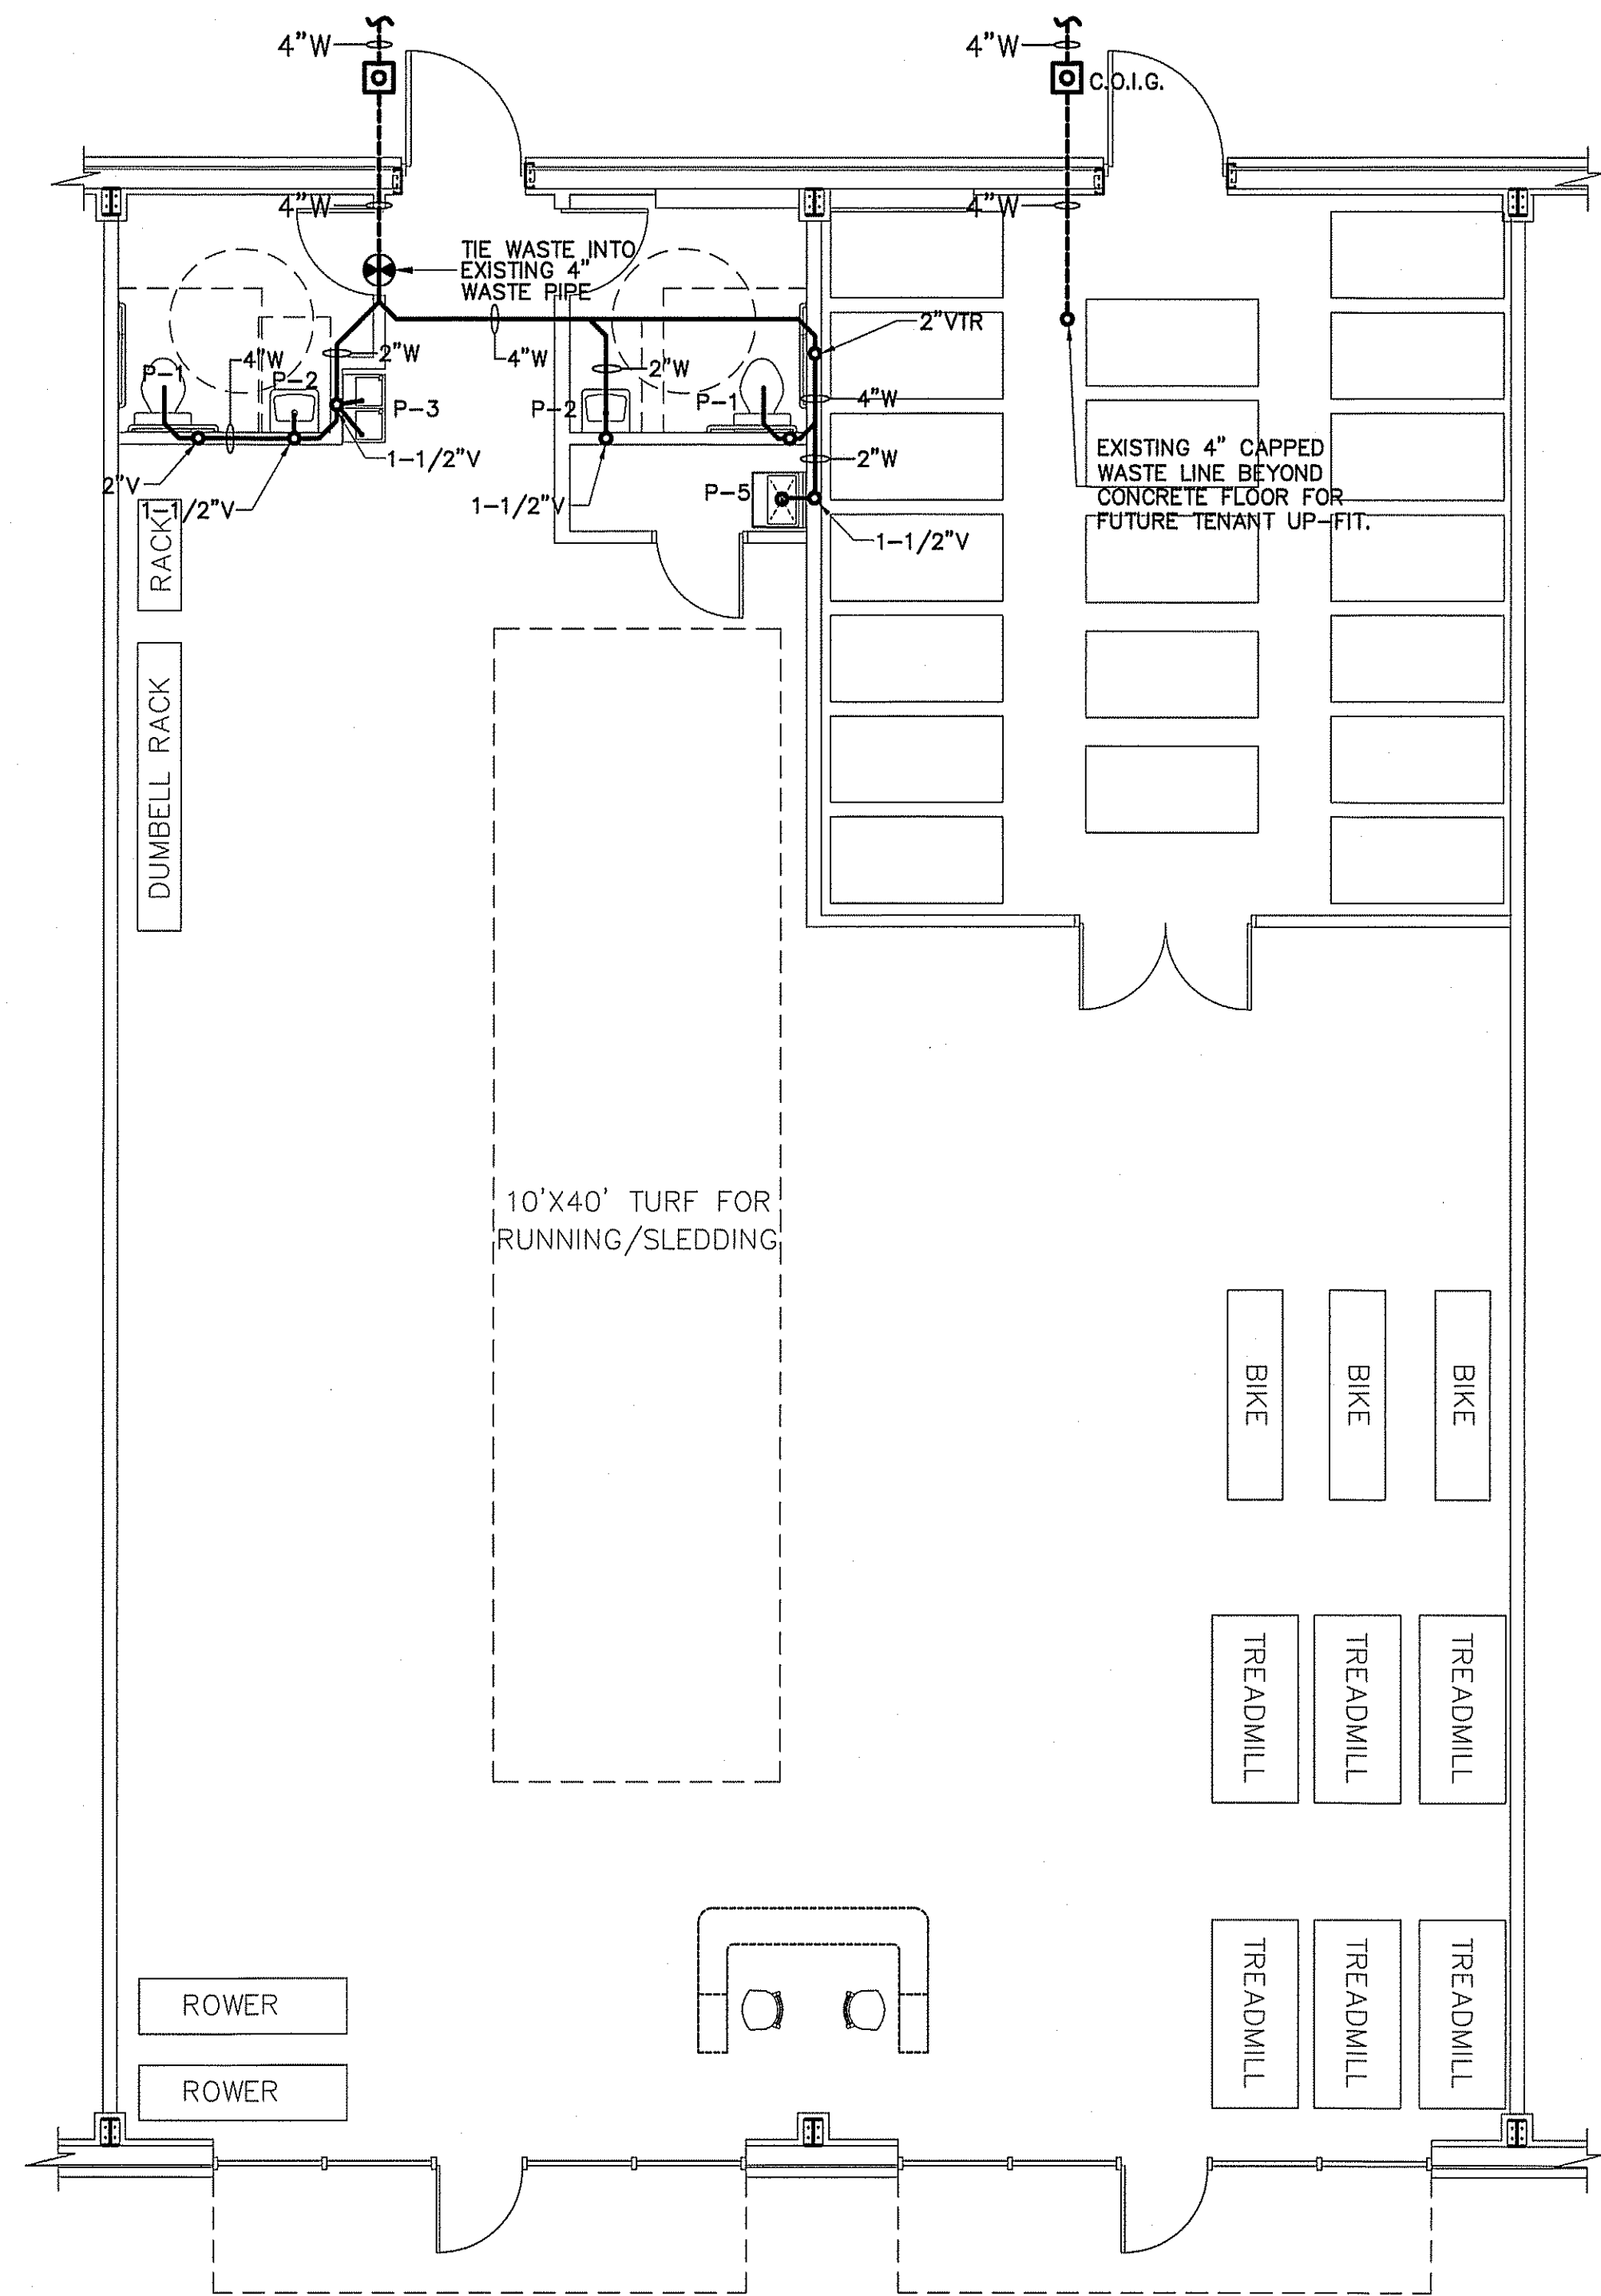 4"W
4"W
C.O.I.G.
4"W
4"W
TIE WASTE INTO
EXISTING 4"
WASTE PIPE
2"VTR
2"W
4"W
2"W
4"W
P-1
P-2
P-3
P-2
P-1
4"W
EXISTING 4" CAPPED
WASTE LINE BEYOND
CONCRETE FLOOR FOR
FUTURE TENANT UP-FIT.
1-1/2"V
2"W
2"V
1-1/2"V
1-1/2"V
P-5
1-1/2"V
RACK
DUMBELL RACK
10'X40' TURF FOR
RUNNING/SLEDDING
BIKE
BIKE
BIKE
TREADMILL
TREADMILL
TREADMILL
ROWER
ROWER
TREADMILL
TREADMILL
TREADMILL